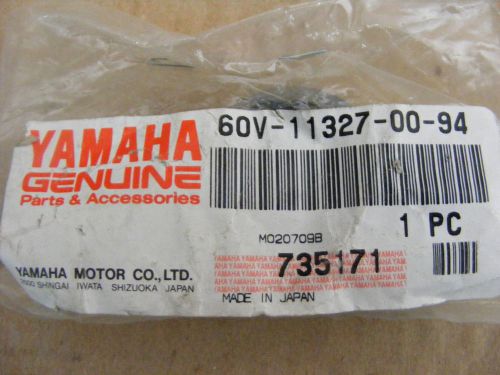 60V-11327-00-94
YAMAHA
GENUINE
Parts & Accessories
1 PC
M020709B
735171
YAMAHA MOTOR CO., LTD.
2500 SHINGAI IWATA SHIZUOKA JAPAN
MADE IN JAPAN